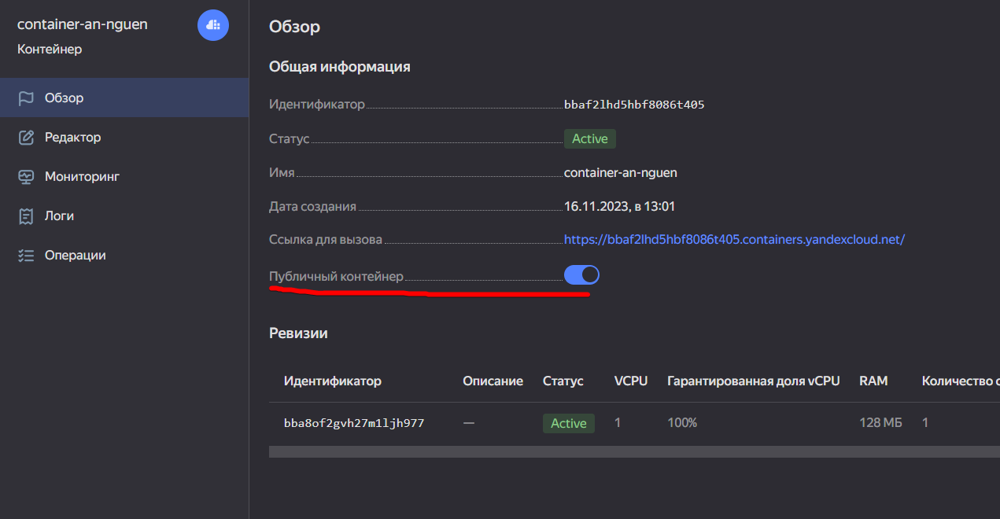 container-an-nguen
Контейнер
Обзор
Редактор
Мониторинг
Логи
Операции
Обзор
Общая информация
Идентификатор bbaf2lhd5hbf8086t405
Статус Active
Имя container-an-nguen
Дата создания 16.11.2023, в 13:01
Ссылка для вызова https://bbaf2lhd5hbf8086t405.containers.yandexcloud.net/
Публичный контейнер
Ревизии
Идентификатор Описание Статус VCPU Гарантированная доля vCPU RAM Количество
bba8of2gvh27m1ljh977 — Active 1 100% 128 МБ 1